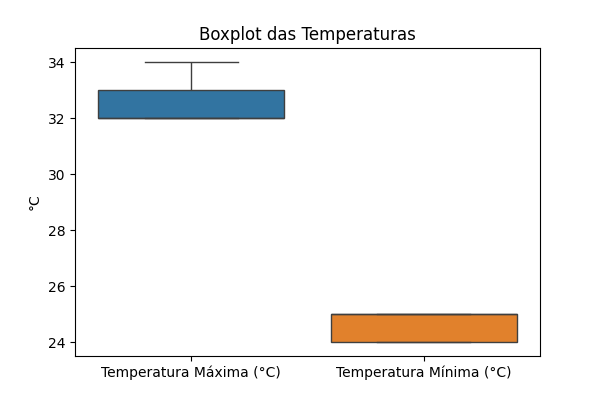 Boxplot das Temperaturas
°C
34
32
30
28
26
24
Temperatura Máxima (°C)
Temperatura Mínima (°C)